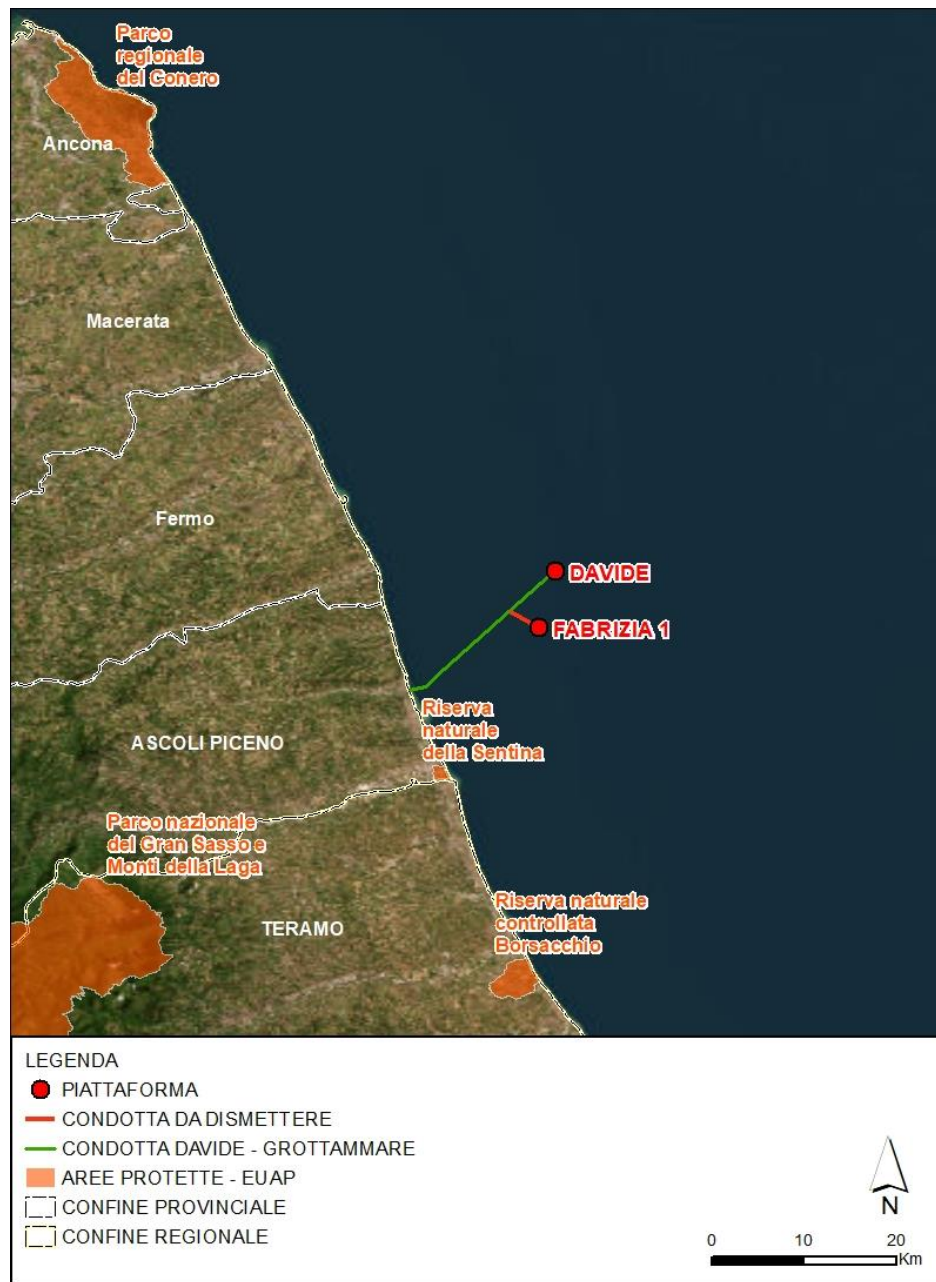 Parco
regionale
del Conero
Ancona
Macerata
Fermo
DAVIDE
FABRIZIA 1
Riserva
naturale
della Sentina
ASCOLI PICENO
Parco nazionale
del Gran Sasso e
Monti della Laga
Riserva naturale
controllata
Borsacchio
TERAMO
LEGENDA
PIATTAFORMA
CONDOTTA DA DISMETTERE
CONDOTTA DAVIDE - GROTTAMMARE
AREE PROTETTE - EUAP
CONFINE PROVINCIALE
CONFINE REGIONALE
N
0 10 20
Km